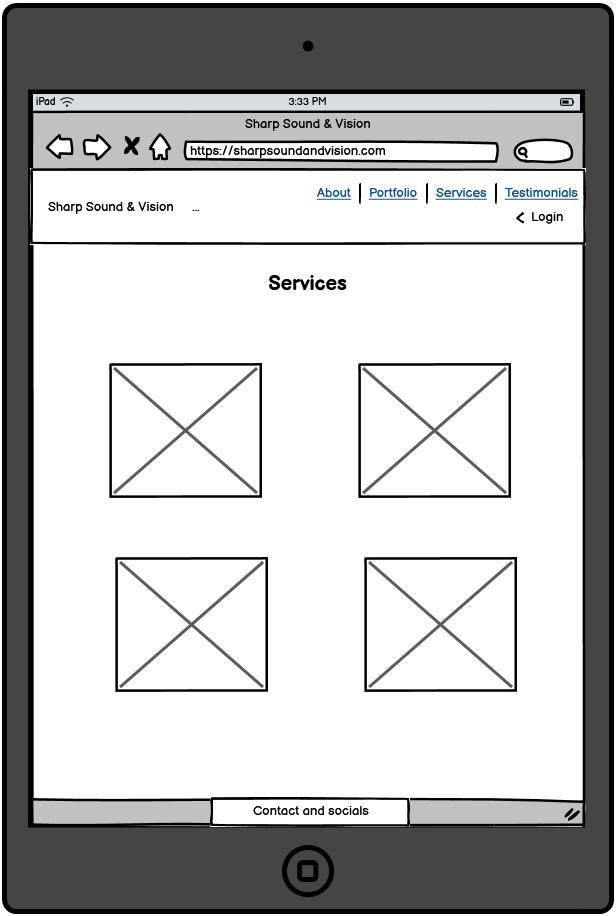 iPad 3:33 PM
Sharp Sound & Vision
https://sharpsoundandvision.com
About Portfolio Services Testimonials
Sharp Sound & Vision ...
Login
Services
Contact and socials